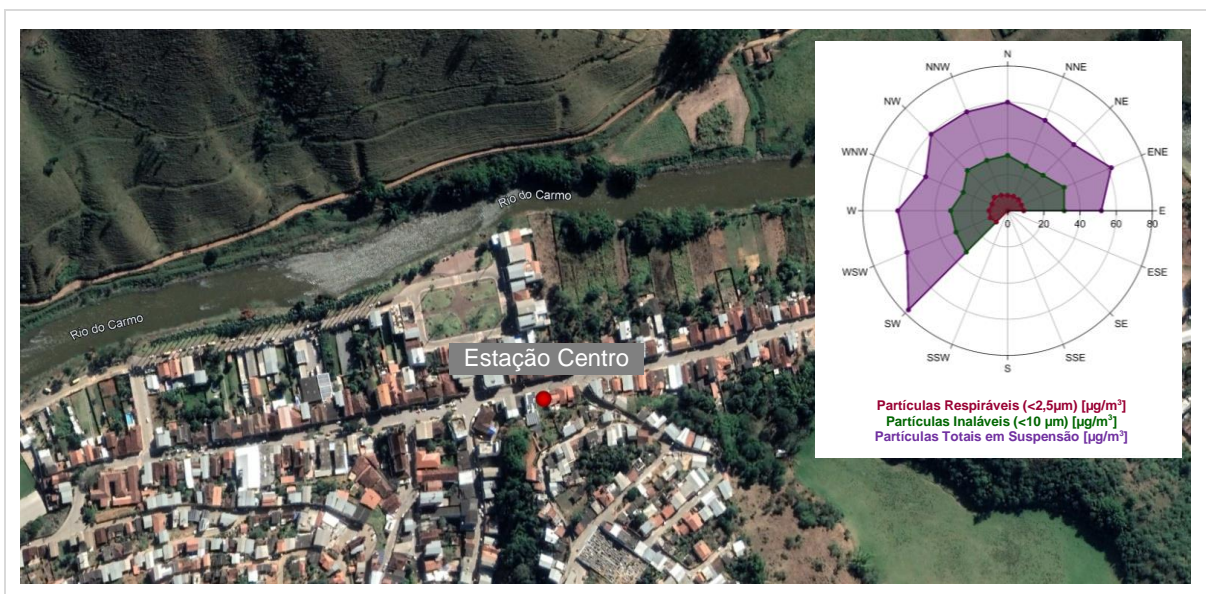 N
NNW
NNE
NW
NE
WNW
ENE
Rio do Carmo
W
0 20 40 60 80
E
WSW
ESE
Rio do Carmo
SW
SE
SSW
SSE
S
Estação Centro
Partículas Respiráveis (<2,5µm) [µg/m³]
Partículas Inaláveis (<10 µm) [µg/m³]
Partículas Totais em Suspensão [µg/m³]